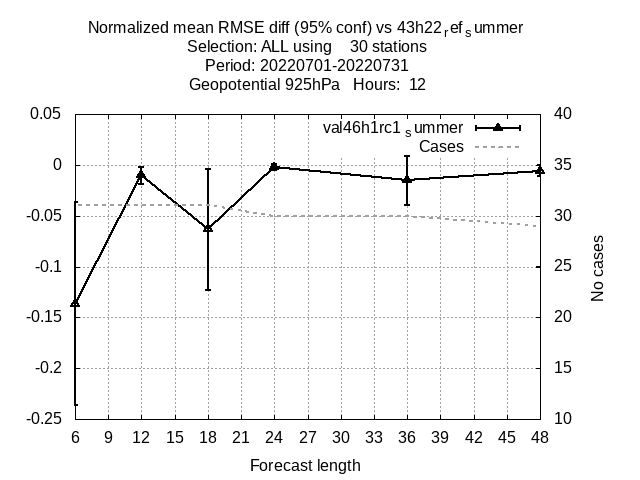 Normalized mean RMSE diff (95% conf) vs 43h22refsummer
Selection: ALL using 30 stations
Period: 20220701-20220731
Geopotential 925hPa Hours: 12
0.05
0
-0.05
-0.1
-0.15
-0.2
-0.25
val46h1rc1summer
Cases
40
35
30
25
20
15
10
No cases
6 9 12 15 18 21 24 27 30 33 36 39 42 45 48
Forecast length